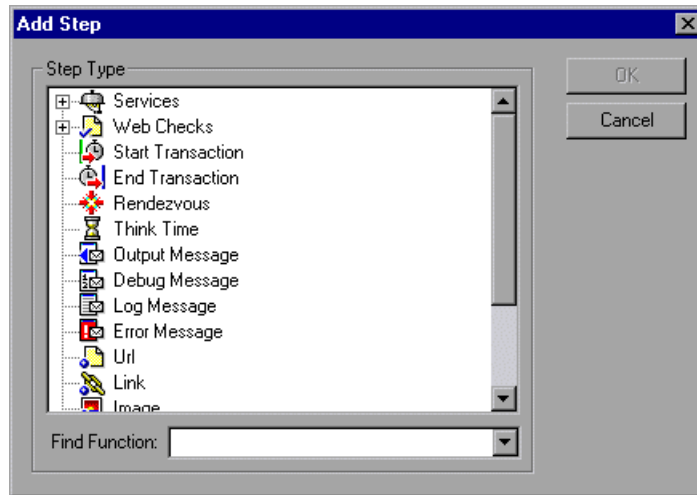 Add Step
Step Type
Services
Web Checks
Start Transaction
End Transaction
Rendezvous
Think Time
Output Message
Debug Message
Log Message
Error Message
Url
Link
Image
Find Function:
OK
Cancel